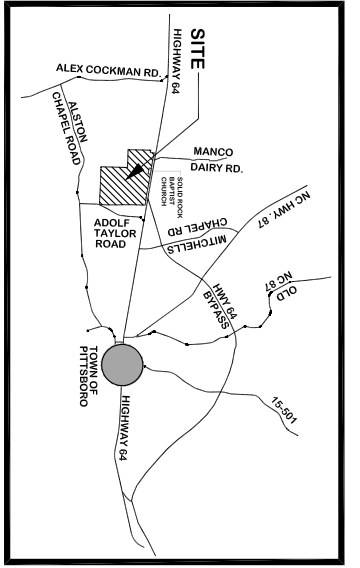 SITE
HIGHWAY 64
ALEX COCKMAN RD.
ALSTON
CHAPEL ROAD
MANCO
DAIRY RD.
SOLID ROCK
BAPTIST
CHURCH
ADOLF
TAYLOR
ROAD
MITCHELLS
CHAPEL RD
NC HWY. 87
HWY 64
BYPASS
OLD
NC 87
TOWN OF
PITTSBORO
HIGHWAY 64
15-501